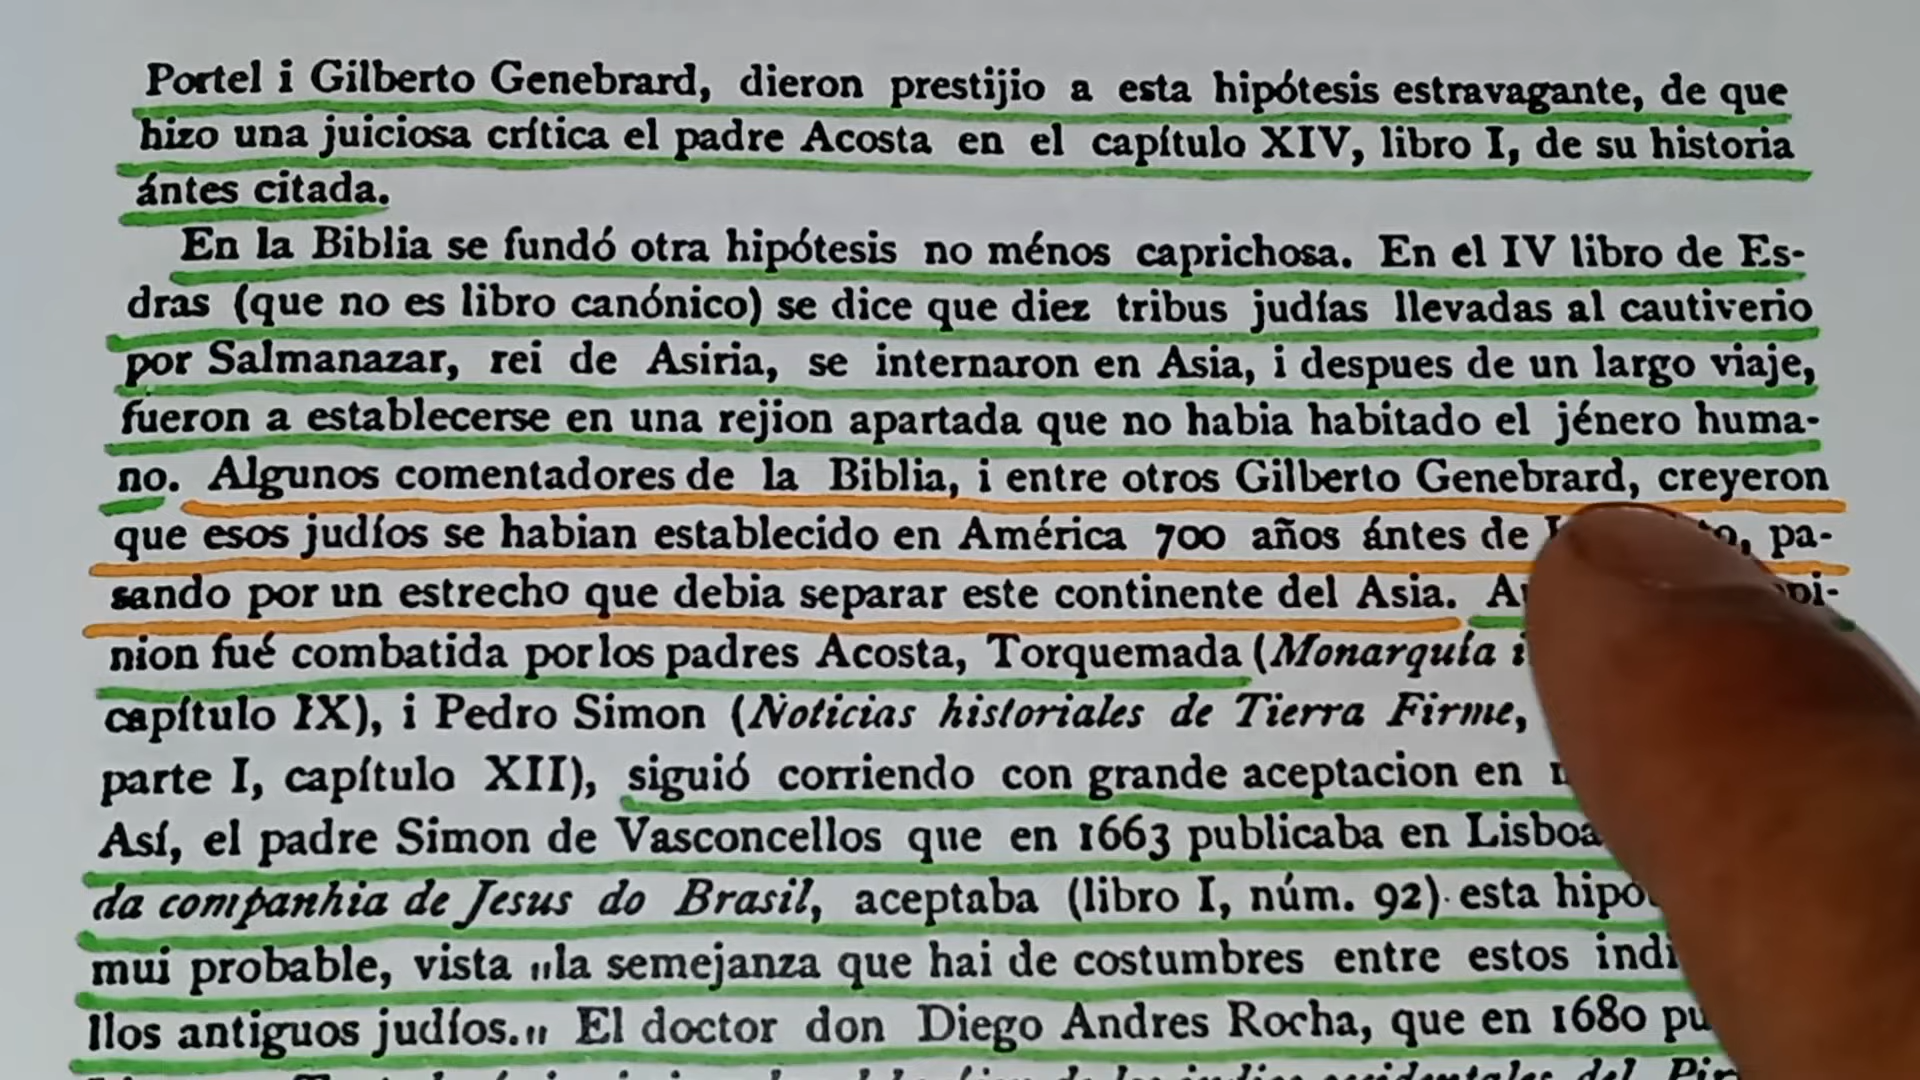 Portel i Gilberto Genebrard, dieron prestijio a esta hipótesis estravagante, de que
hizo una juiciosa crítica el padre Acosta en el capítulo XIV, libro I, de su historia
ántes citada.
En la Biblia se fundó otra hipótesis no ménos caprichosa. En el IV libro de Es-
dras (que no es libro canónico) se dice que diez tribus judías llevadas al cautiverio
por Salmanazar, rei de Asiria, se internaron en Asia, i despues de un largo viaje,
fueron a establecerse en una rejion apartada que no habia habitado el jénero huma-
no. Algunos comentadores de la Biblia, i entre otros Gilberto Genebrard, creyeron
que esos judíos se habian establecido en América 700 años ántes de pa-
sando por un estrecho que debia separar este continente del Asia.
nion fué combatida por los padres Acosta, Torquemada (Monarquía
capítulo IX), i Pedro Simon (Noticias historiales de Tierra Firme,
parte I, capítulo XII), siguió corriendo con grande aceptacion en
Así, el padre Simon de Vasconcellos que en 1663 publicaba en Lisboa
da companhia de Jesus do Brasil, aceptaba (libro I, núm. 92) esta
mui probable, vista "la semejanza que hai de costumbres entre estos
llos antiguos judíos." El doctor don Diego Andres Rocha, que en 1680